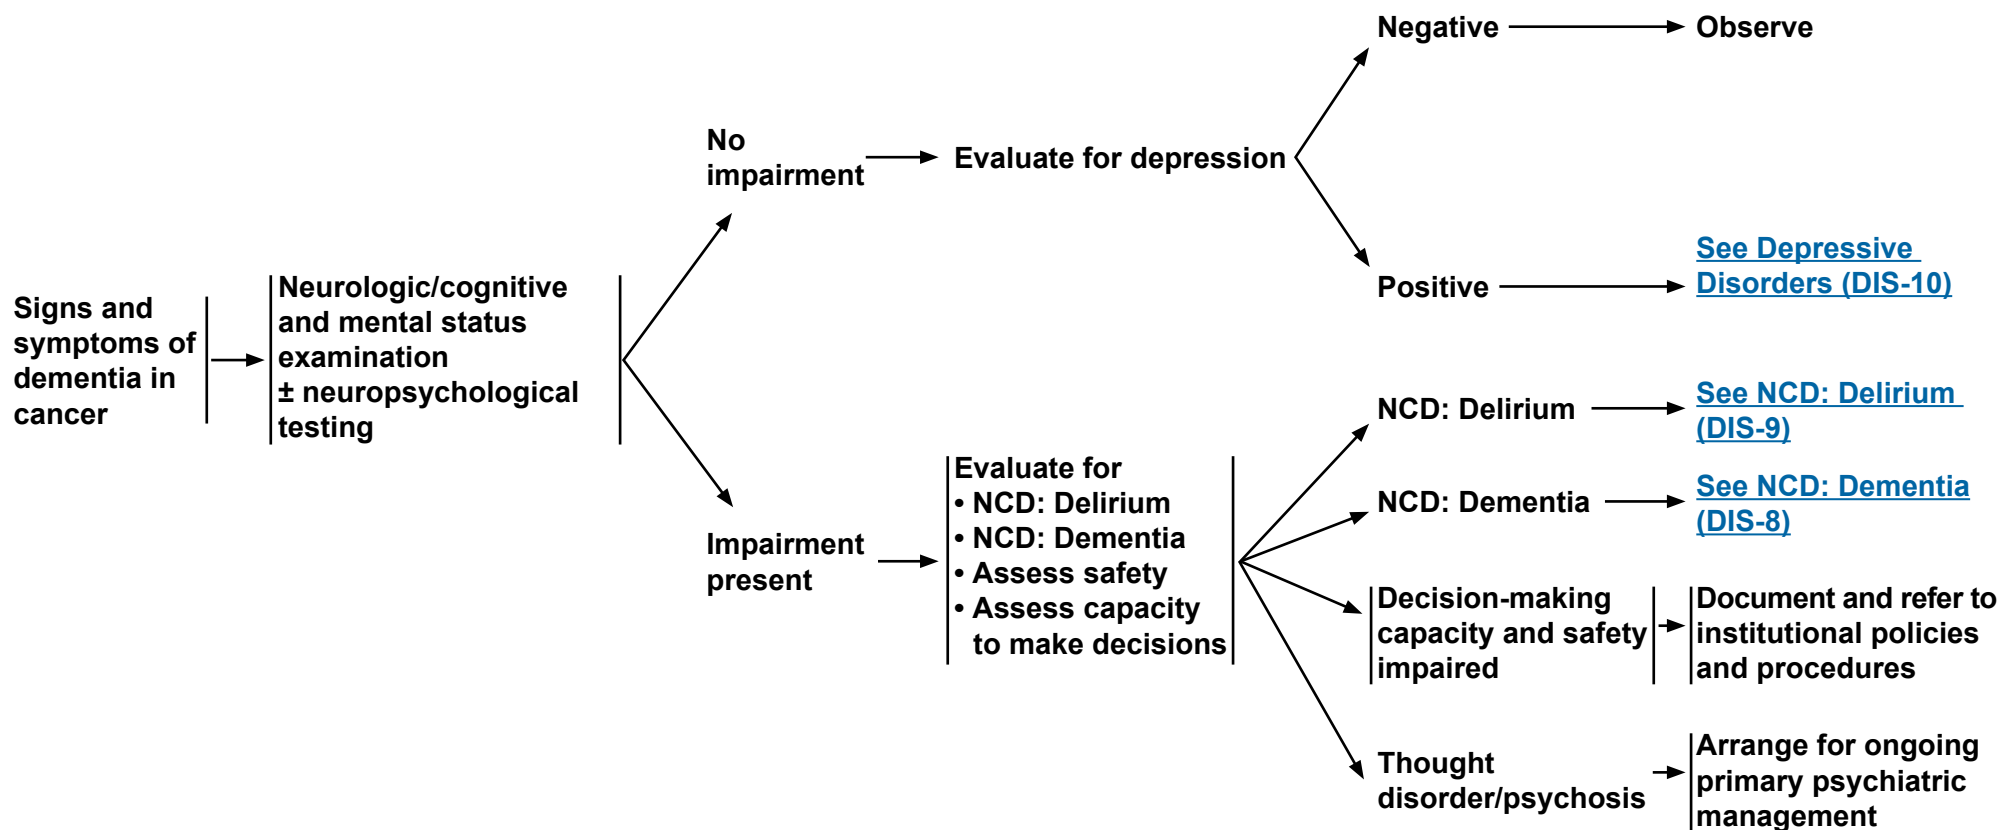 Signs and
symptoms of
dementia in
cancer
Neurologic/cognitive
and mental status
examination
± neuropsychological
testing
No
impairment
Evaluate for depression
Negative
Observe
Positive
See Depressive
Disorders (DIS-10)
Impairment
present
Evaluate for
• NCD: Delirium
• NCD: Dementia
• Assess safety
• Assess capacity
to make decisions
NCD: Delirium
See NCD: Delirium
(DIS-9)
NCD: Dementia
See NCD: Dementia
(DIS-8)
Decision-making
capacity and safety
impaired
Document and refer to
institutional policies
and procedures
Thought
disorder/psychosis
Arrange for ongoing
primary psychiatric
management